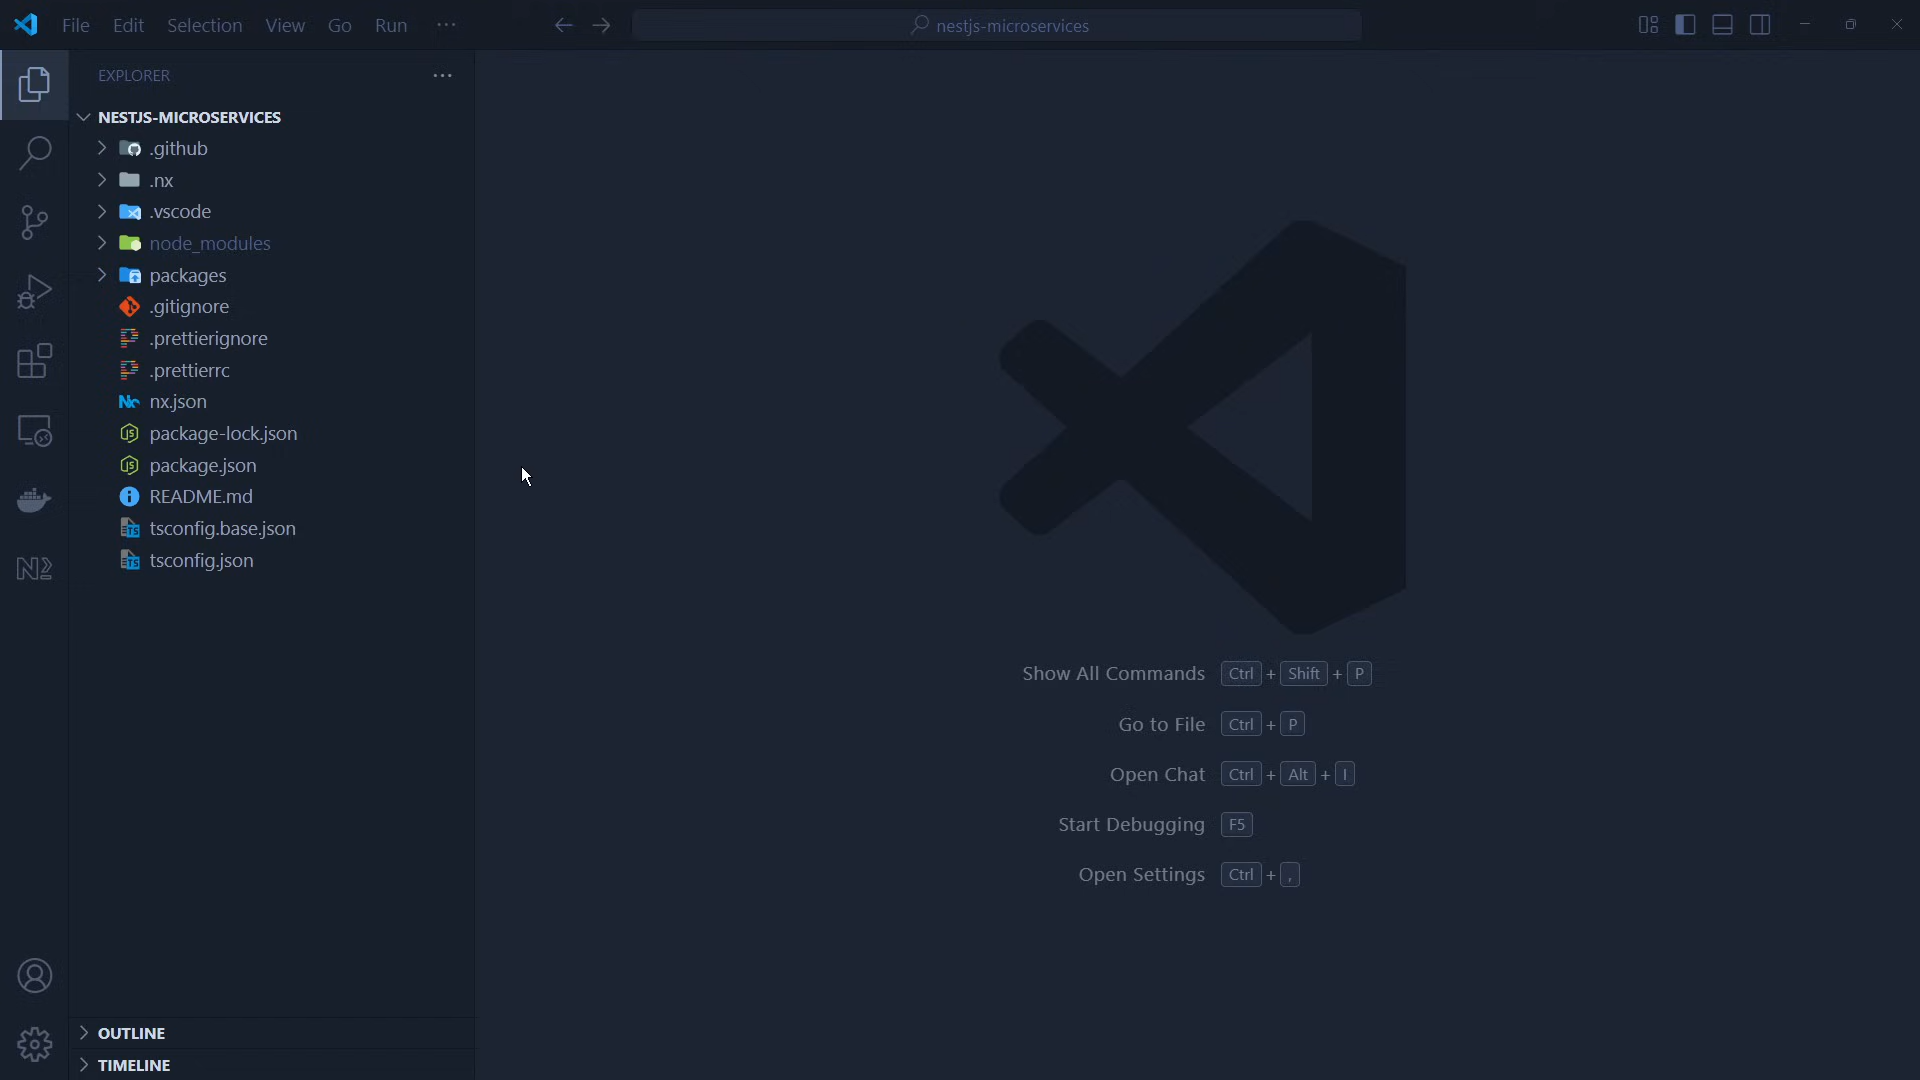 File Edit Selection View Go Run ···
nestjs-microservices
EXPLORER
NESTJS-MICROSERVICES
.github
.nx
.vscode
node_modules
packages
.gitignore
.prettierignore
.prettierrc
nx.json
package-lock.json
package.json
README.md
tsconfig.base.json
tsconfig.json
Show All Commands Ctrl + Shift + P
Go to File Ctrl + P
Open Chat Ctrl + Alt + I
Start Debugging F5
Open Settings Ctrl + ,
OUTLINE
TIMELINE